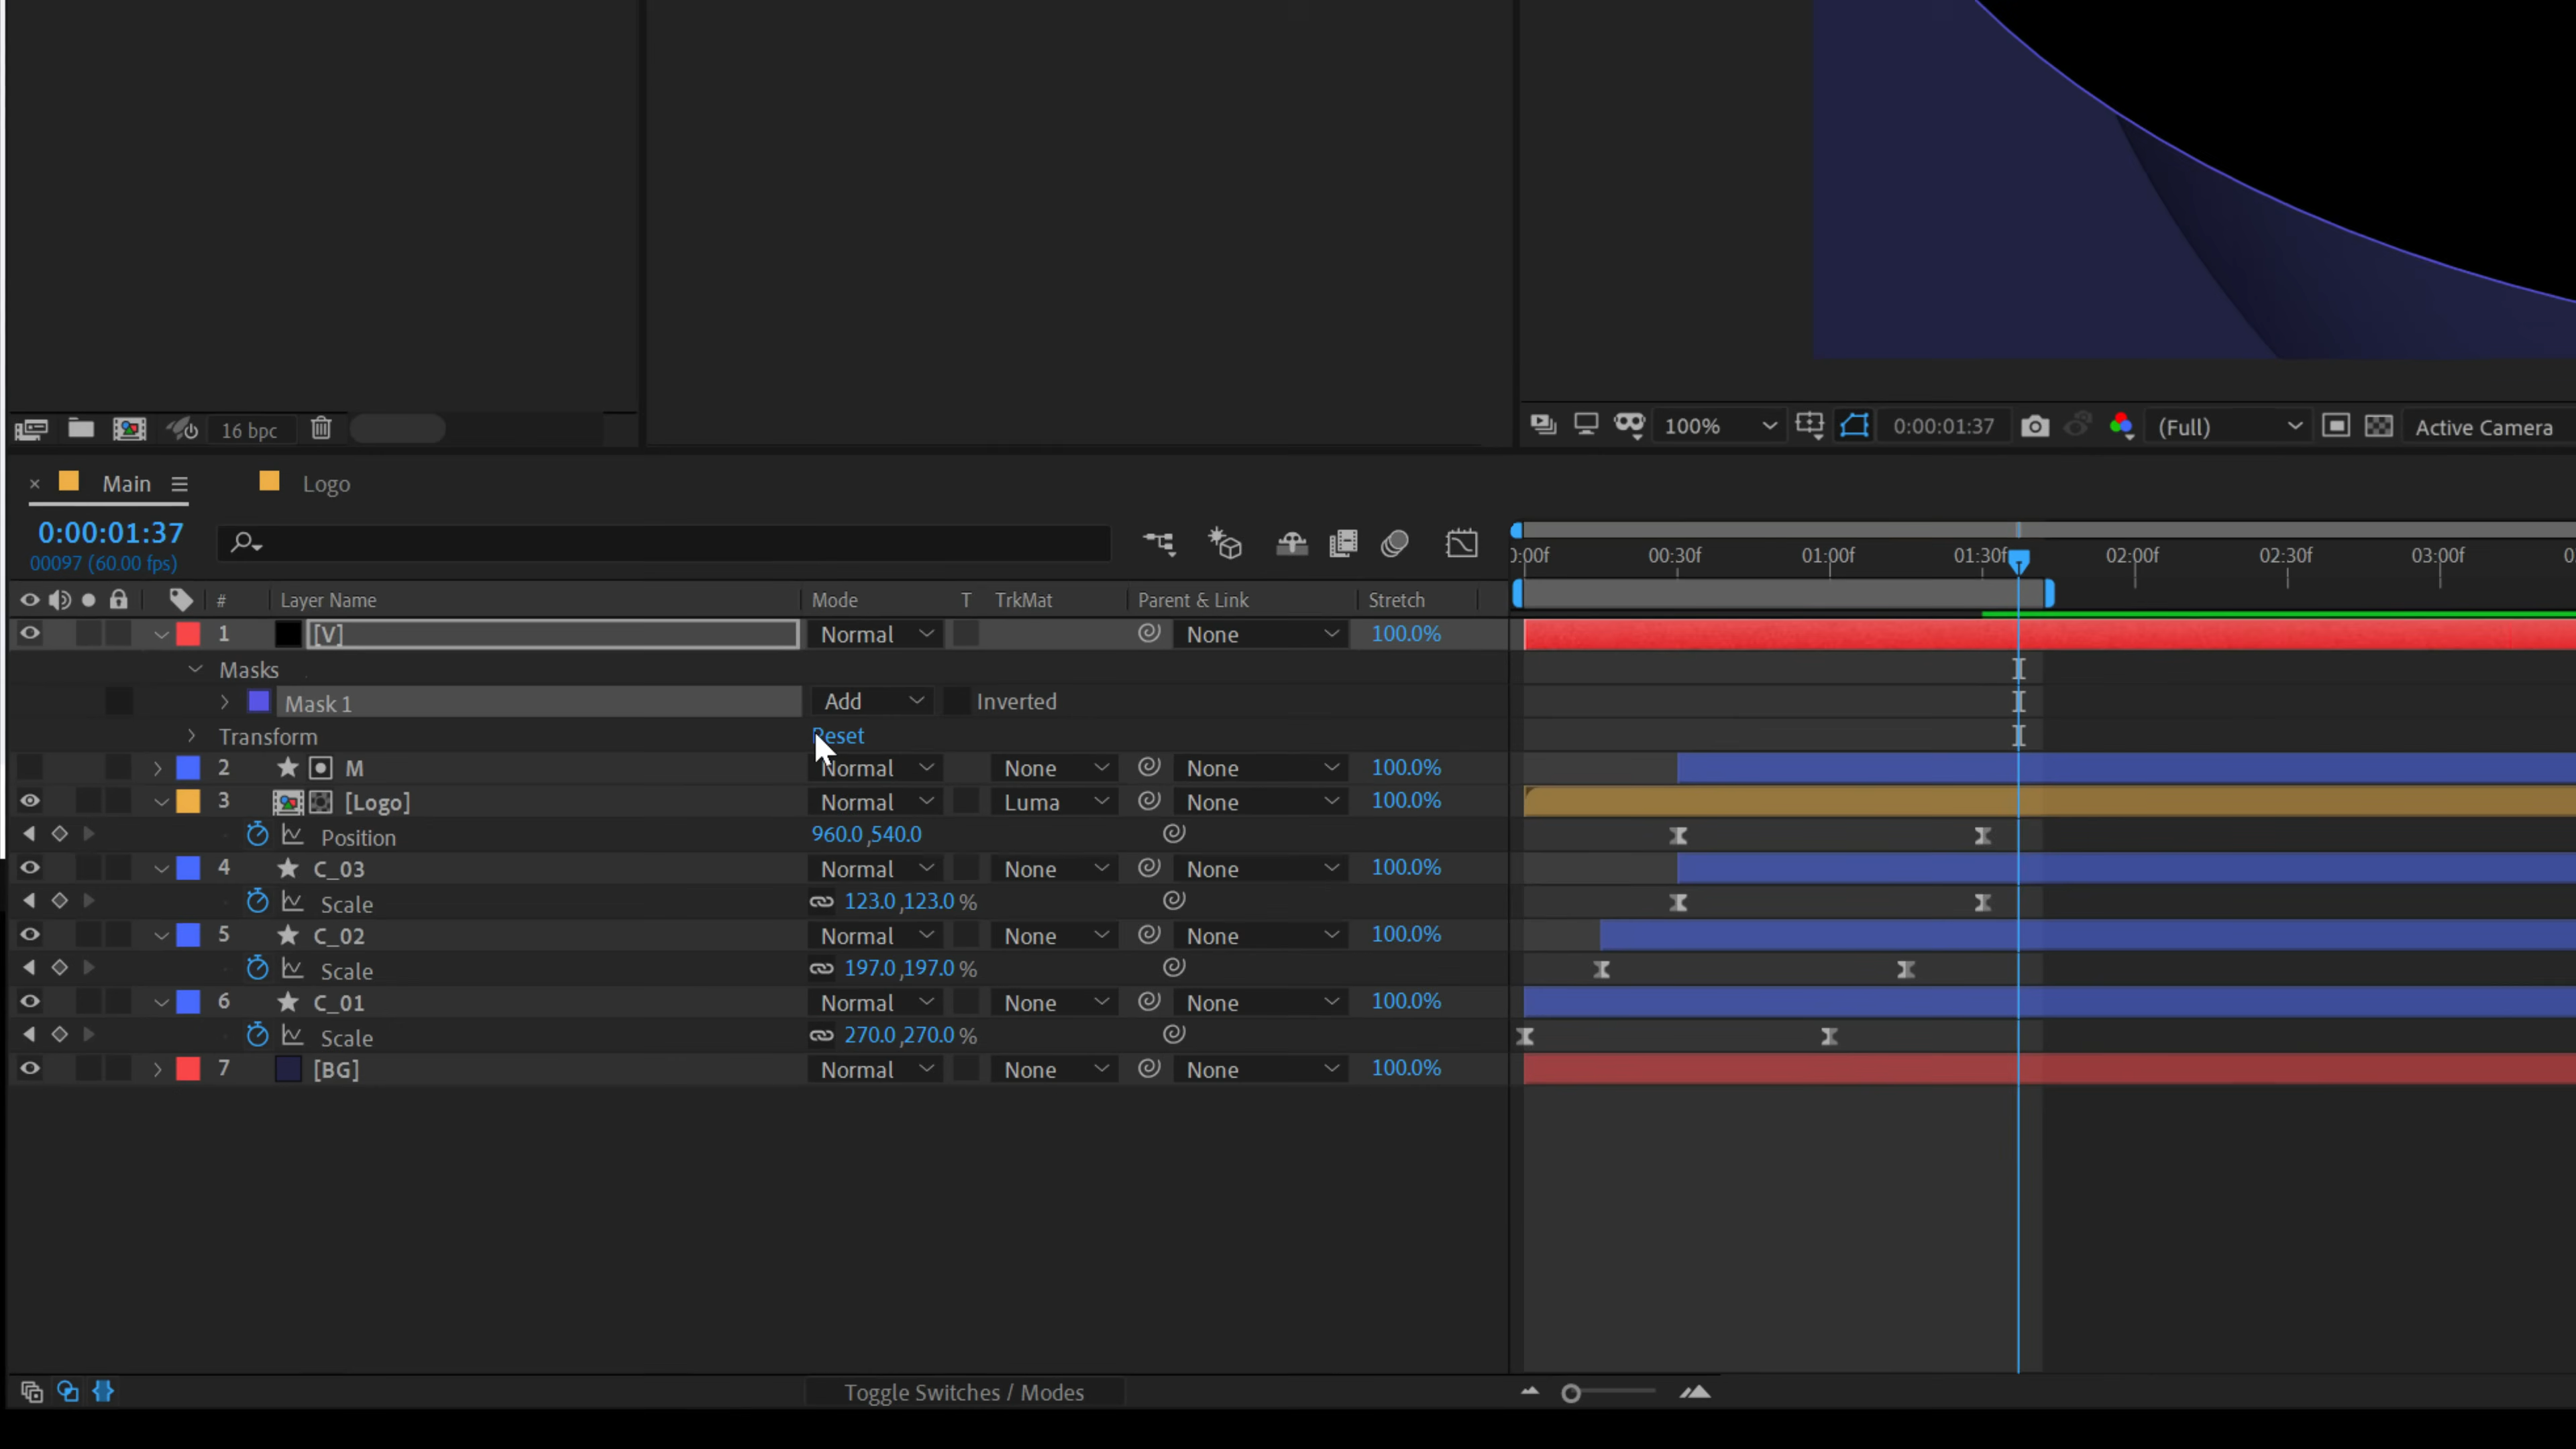 16 bpc
100%
0:00:01:37
(Full)
Active Camera
Main
Logo
0:00:01:37
00097 (60.00 fps)
:00f 00:30f 01:00f 01:30f 02:00f 02:30f 03:00f
# Layer Name Mode T TrkMat Parent & Link Stretch
1 [V] Normal None 100.0%
Masks
Mask 1 Add Inverted
Transform Reset
2 M Normal None None 100.0%
3 [Logo] Normal Luma None 100.0%
Position 960.0,540.0
4 C_03 Normal None None 100.0%
Scale 123.0,123.0%
5 C_02 Normal None None 100.0%
Scale 197.0,197.0%
6 C_01 Normal None None 100.0%
Scale 270.0,270.0%
7 [BG] Normal None None 100.0%
Toggle Switches / Modes